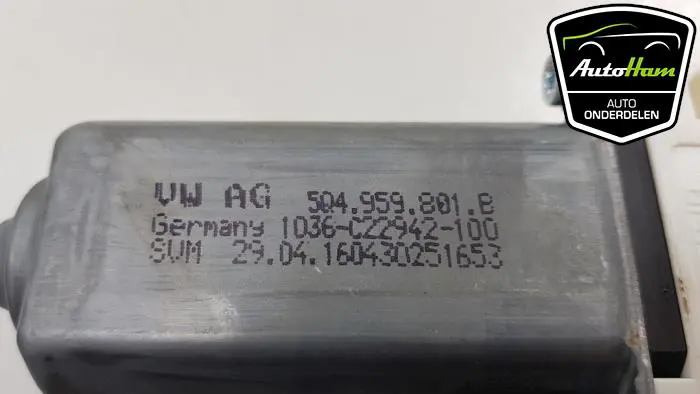 AutoHam
AUTO
ONDERDELEN
VW AG 5Q4.959.801.B
Germany 1036-C22942-100
SVM 29.04.160430251653